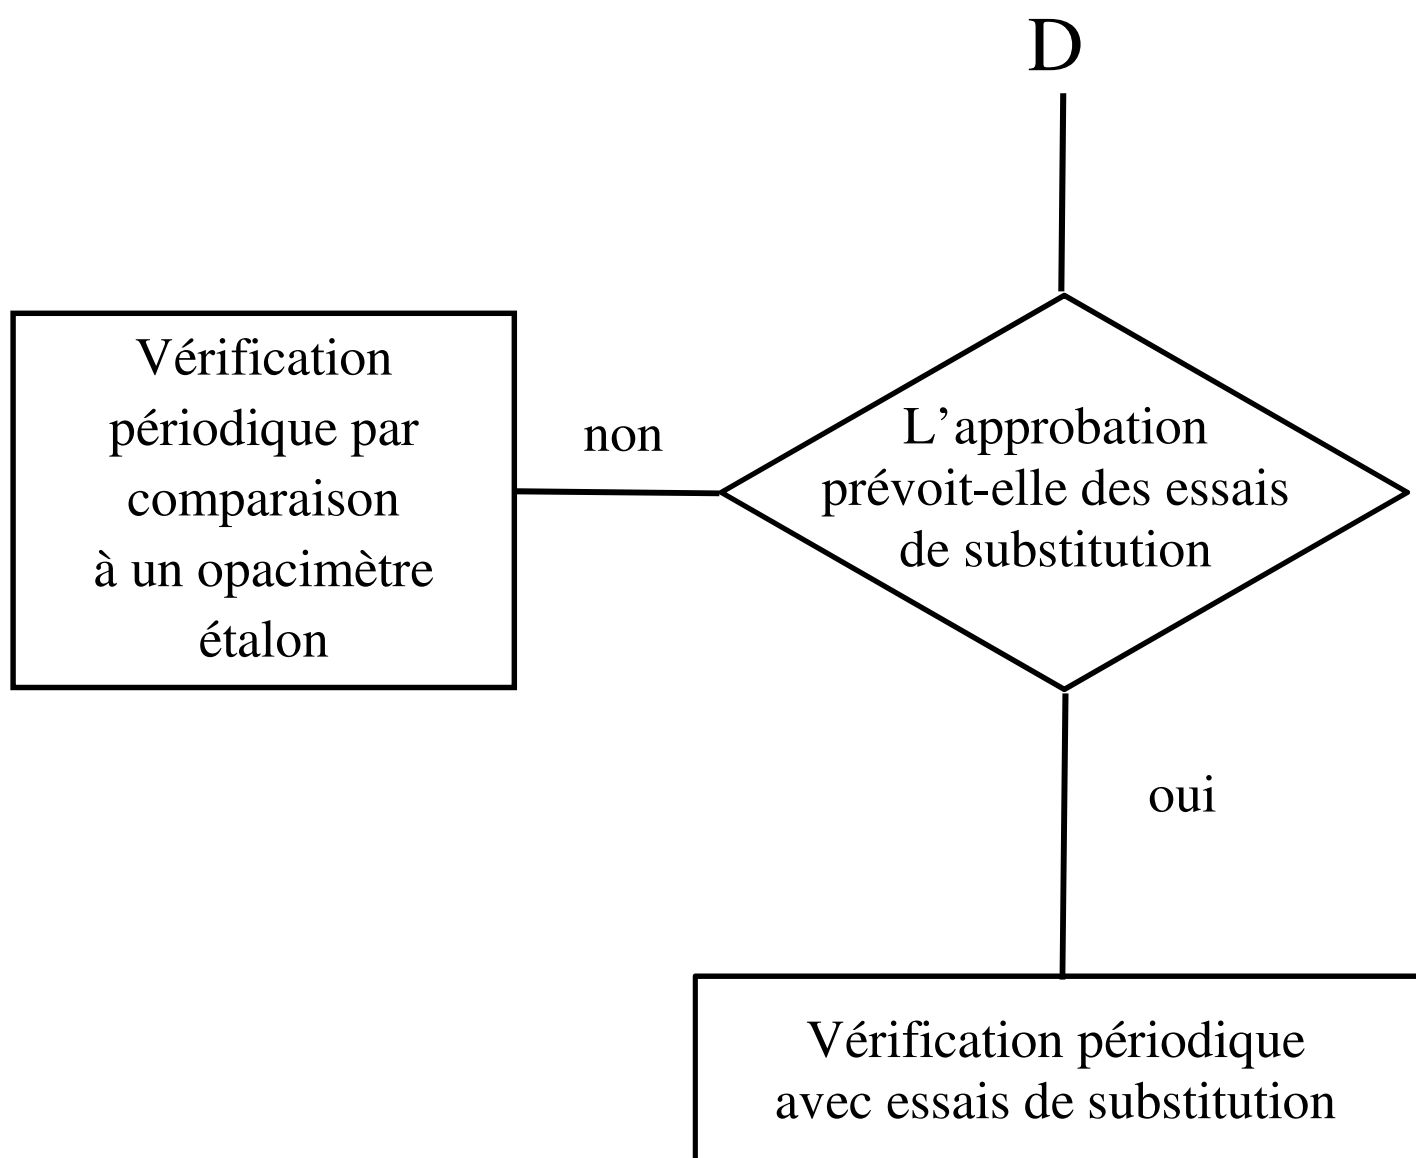 D
Vérification
périodique par
comparaison
à un opacimètre
étalon
non
L’approbation
prévoit-elle des essais
de substitution
oui
Vérification périodique
avec essais de substitution